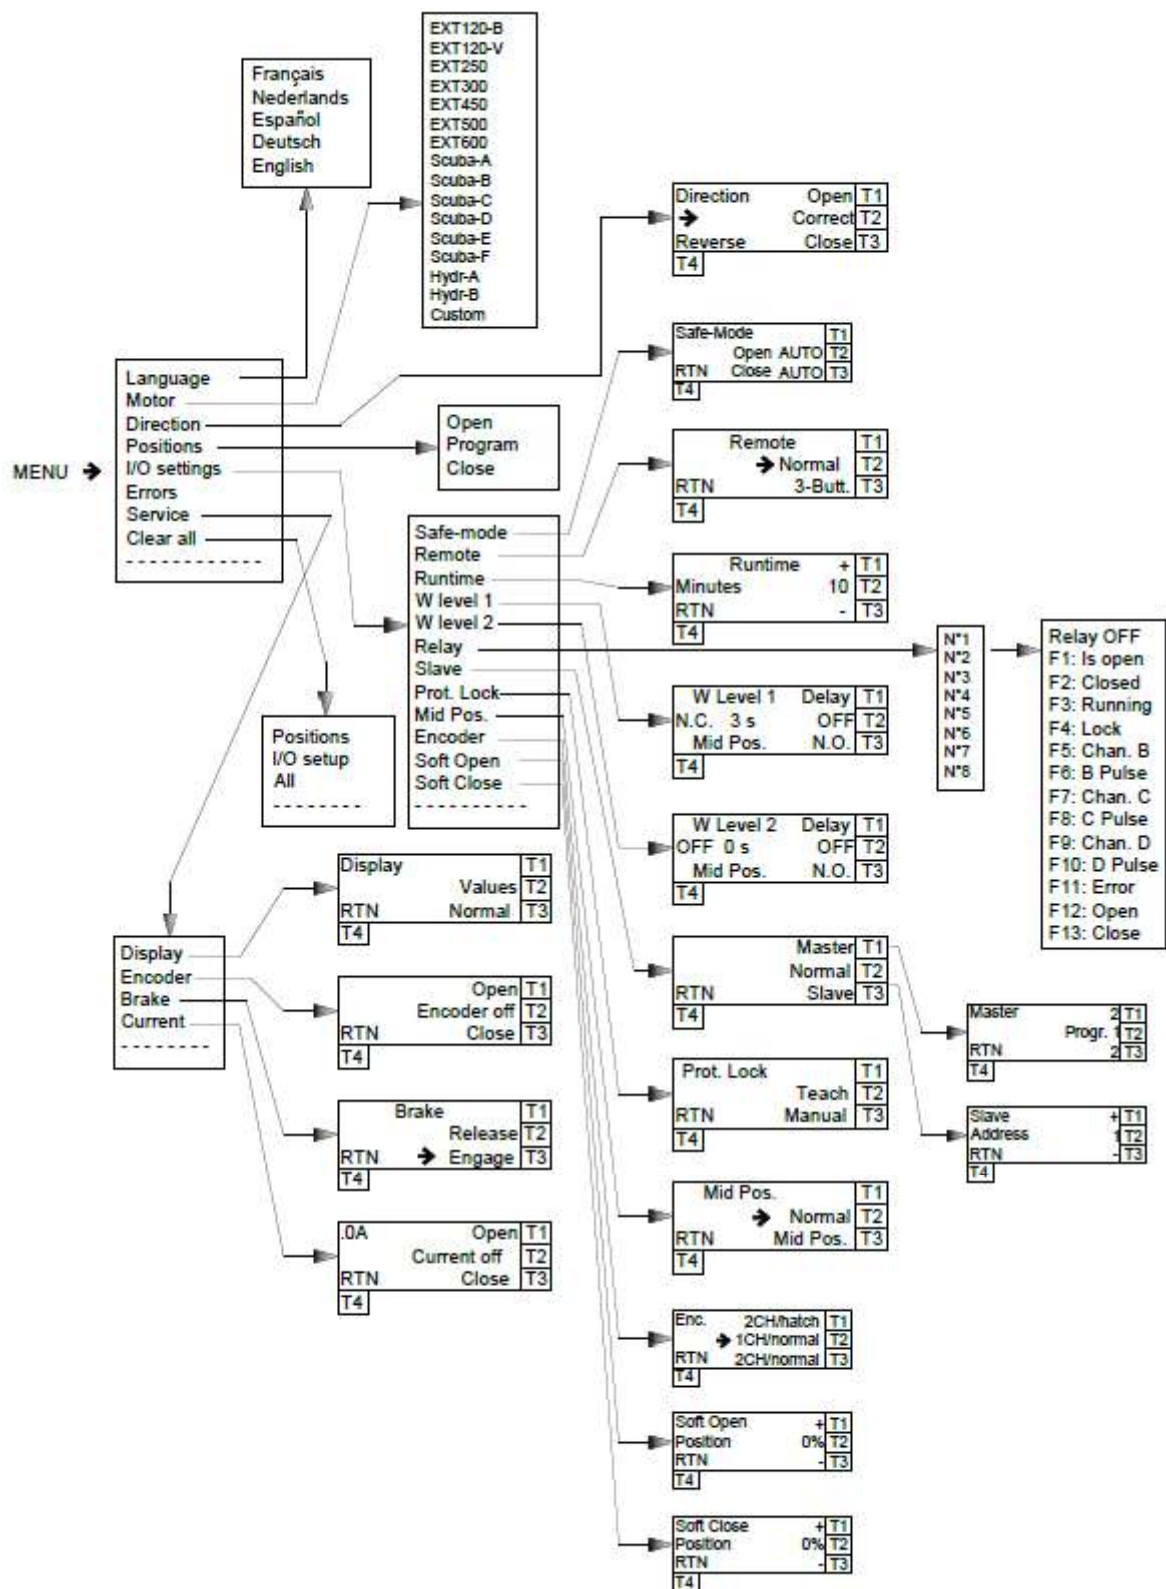 MENU
Language
Motor
Direction
Positions
I/O settings
Errors
Service
Clear all
Français
Nederlands
Español
Deutsch
English
EXT120-B
EXT120-V
EXT250
EXT300
EXT450
EXT500
EXT600
Scuba-A
Scuba-B
Scuba-C
Scuba-D
Scuba-E
Scuba-F
Hydr-A
Hydr-B
Custom
Direction Open T1
Correct T2
Reverse Close T3
T4
Open
Program
Close
Safe-mode
Remote
Runtime
W level 1
W level 2
Relay
Slave
Prot. Lock
Mid Pos.
Encoder
Soft Open
Soft Close
Safe-Mode T1
Open AUTO T2
RTN Close AUTO T3
T4
Remote T1
Normal T2
RTN 3-Butt. T3
T4
Runtime + T1
Minutes 10 T2
RTN - T3
T4
W Level 1 Delay T1
N.C. 3 s OFF T2
Mid Pos. N.O. T3
T4
W Level 2 Delay T1
OFF 0 s OFF T2
Mid Pos. N.O. T3
T4
N°1
N°2
N°3
N°4
N°5
N°6
N°7
N°8
Relay OFF
F1: Is open
F2: Closed
F3: Running
F4: Lock
F5: Chan. B
F6: B Pulse
F7: Chan. C
F8: C Pulse
F9: Chan. D
F10: D Pulse
F11: Error
F12: Open
F13: Close
Master T1
Normal T2
RTN Slave T3
T4
Master 2 T1
Progr. 1 T2
RTN 2 T3
T4
Slave + T1
Address 1 T2
RTN - T3
T4
Prot. Lock T1
Teach T2
RTN Manual T3
T4
Mid Pos. T1
Normal T2
RTN Mid Pos. T3
T4
Enc. 2CH/hatch T1
1CH/normal T2
RTN 2CH/normal T3
T4
Soft Open + T1
Position 0% T2
RTN - T3
T4
Soft Close + T1
Position 0% T2
RTN - T3
T4
Positions
I/O setup
All
Display
Encoder
Brake
Current
Display T1
Values T2
RTN Normal T3
T4
Open T1
Encoder off T2
RTN Close T3
T4
Brake T1
Release T2
RTN Engage T3
T4
.0A Open T1
Current off T2
RTN Close T3
T4